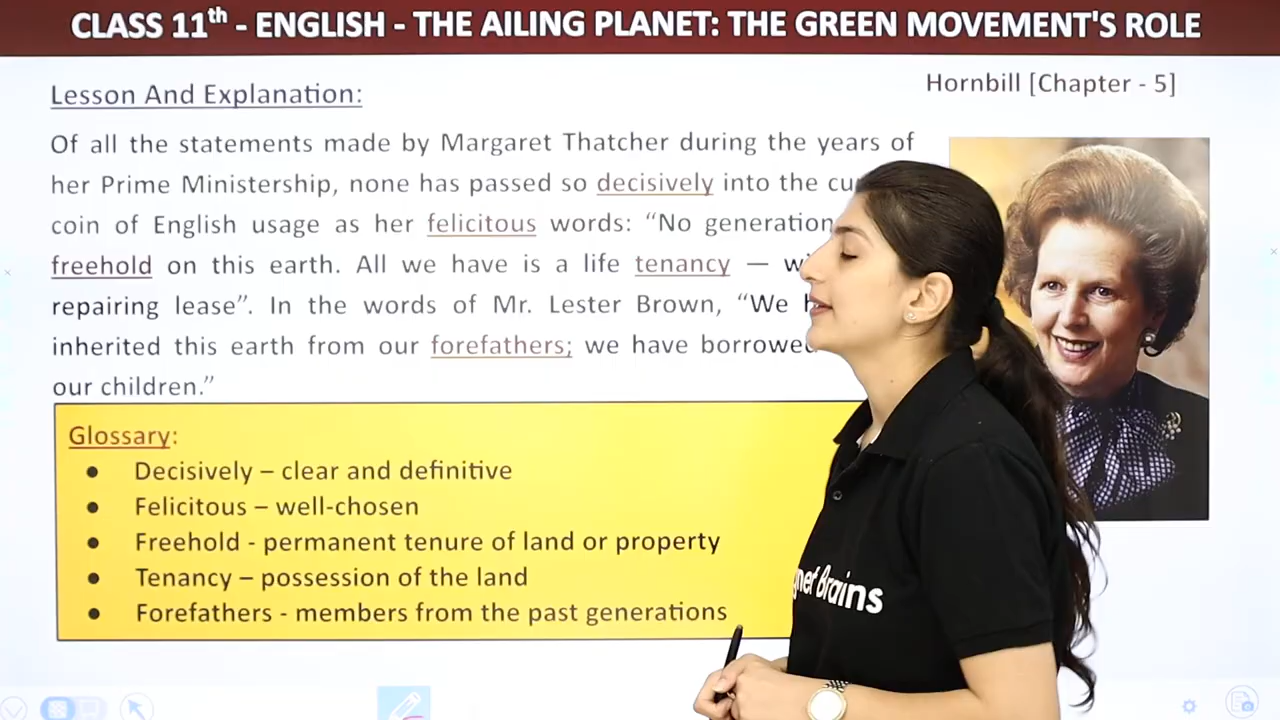 CLASS 11th - ENGLISH - THE AILING PLANET: THE GREEN MOVEMENT'S ROLE
Hornbill [Chapter - 5]
Lesson And Explanation:
Of all the statements made by Margaret Thatcher during the years of
her Prime Ministership, none has passed so decisively into the
coin of English usage as her felicitous words: “No generation
freehold on this earth. All we have is a life tenancy —
repairing lease”. In the words of Mr. Lester Brown, “We
inherited this earth from our forefathers; we have borrowed
our children.”
Glossary:
● Decisively – clear and definitive
● Felicitous – well-chosen
● Freehold - permanent tenure of land or property
● Tenancy – possession of the land
● Forefathers - members from the past generations
Brains